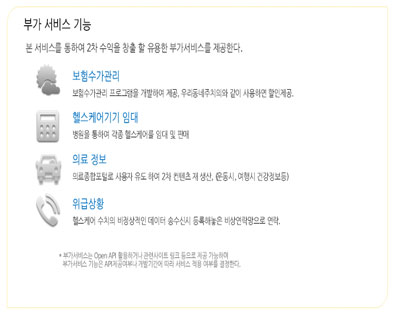 부가 서비스 기능
본 서비스를 통하여 2차 수익을 창출 할 유용한 부가서비스를 제공한다.
보험수가관리
보험수가관리 프로그램을 개발하여 제공, 우리동네주치의와 같이 사용하면 할인제공.
헬스케어기기 임대
병원을 통하여 각종 헬스케어를 임대 및 판매
의료 정보
의료종합포털로 사용자 유도 하여 2차 컨텐츠 재 생산, (운동시, 여행시 건강정보등)
위급상황
헬스케어 수치의 비정상적인 데이터 송수신시 등록해놓은 비상연락망으로 연락.
* 부가서비스는 Open API 활용하거나 관련사이트 링크 등으로 제공 가능하며
부가서비스 기능은 API제공여부나 개발기간에 따라 서비스 적용 여부를 결정한다.